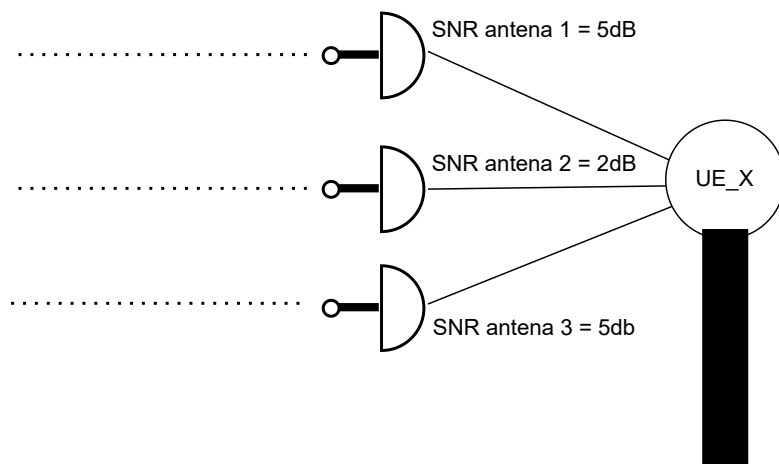 SNR antena 1 = 5dB
SNR antena 2 = 2dB
UE_X
SNR antena 3 = 5db